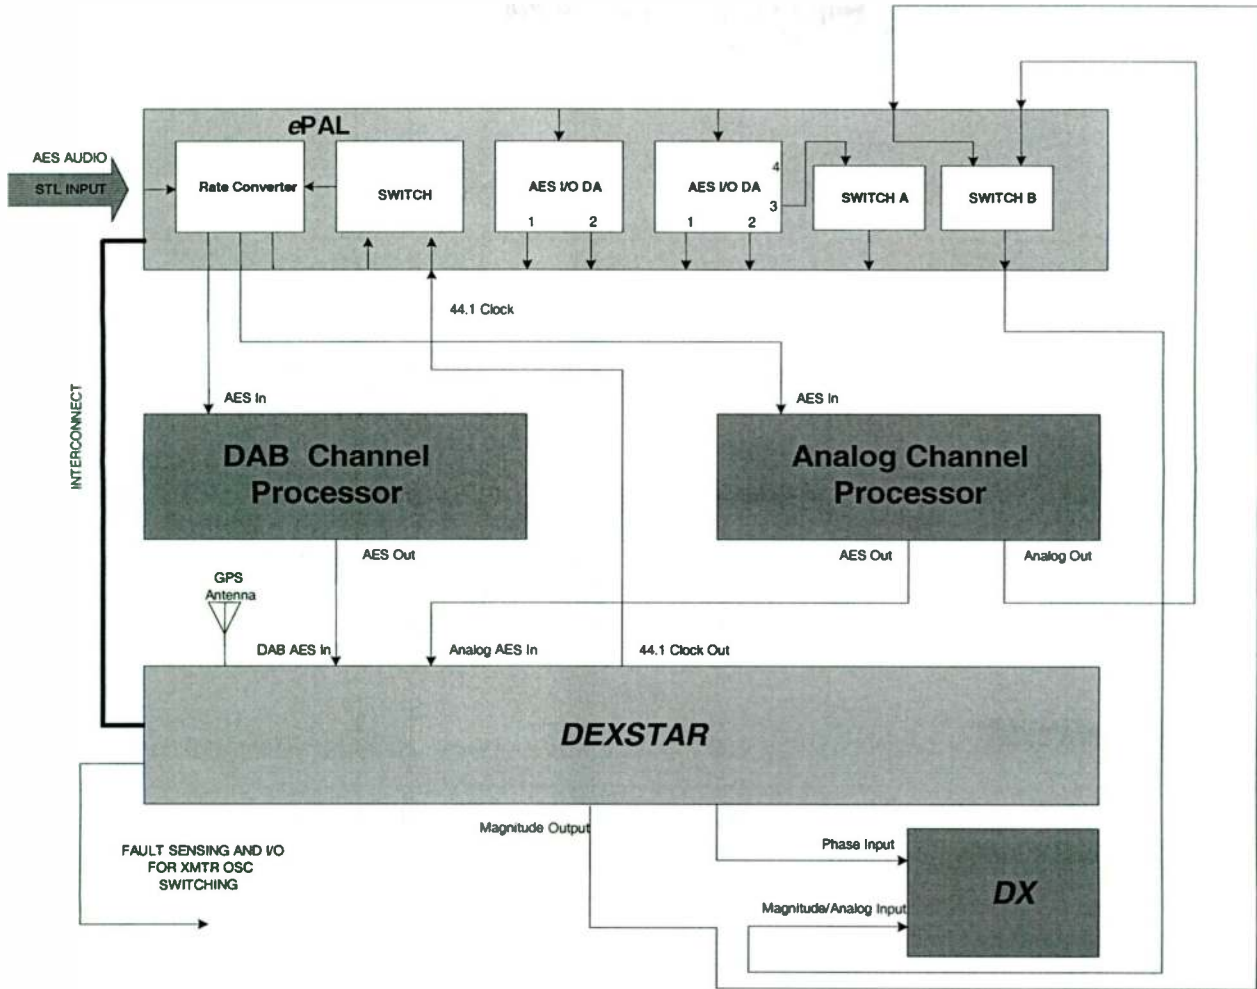 ePAL
AES AUDIO
STL INPUT
Rate Converter
SWITCH
AES I/O DA
1 2
AES I/O DA
4
3
1 2
SWITCH A
SWITCH B
44.1 Clock
INTERCONNECT
AES In
AES In
DAB Channel
Processor
Analog Channel
Processor
AES Out
AES Out
Analog Out
GPS
Antenna
DAB AES In
Analog AES In
44.1 Clock Out
DEXSTAR
Magnitude Output
FAULT SENSING AND I/O
FOR XMTR OSC
SWITCHING
Phase Input
Magnitude/Analog Input
DX